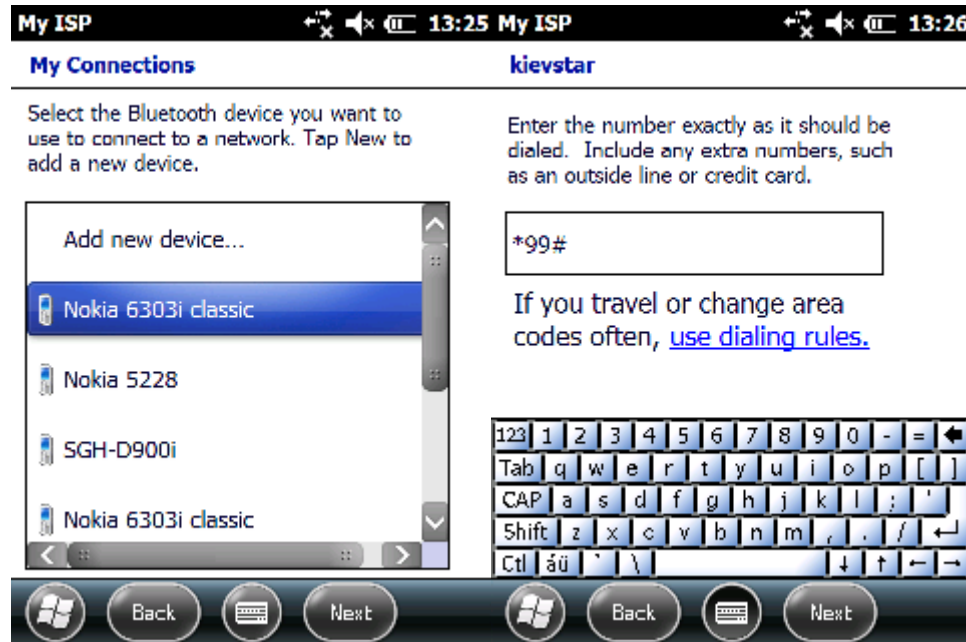 My ISP
13:25
My Connections
Select the Bluetooth device you want to
use to connect to a network. Tap New to
add a new device.
Add new device...
Nokia 6303i classic
Nokia 5228
SGH-D900i
Nokia 6303i classic
Back
Next
My ISP
13:26
kievstar
Enter the number exactly as it should be
dialed. Include any extra numbers, such
as an outside line or credit card.
*99#
If you travel or change area
codes often, use dialing rules.
123 1 2 3 4 5 6 7 8 9 0 - =
Tab q w e r t y u i o p [ ]
CAP a s d f g h j k l ; '
Shift z x c v b n m , . /
Ctl áü ` \
Back
Next